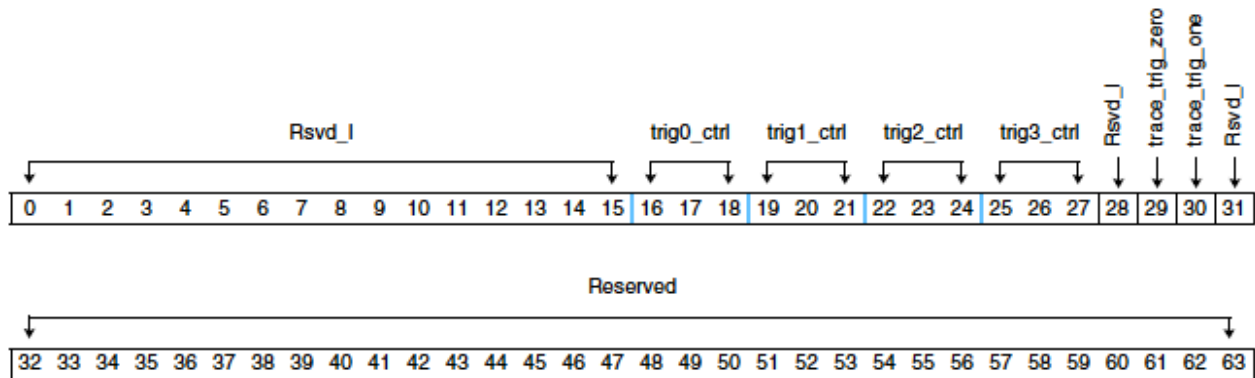 Rsvd_I trig0_ctrl trig1_ctrl trig2_ctrl trig3_ctrl Rsvd_I trace_trig_zero trace_trig_one Rsvd_I
0 1 2 3 4 5 6 7 8 9 10 11 12 13 14 15 16 17 18 19 20 21 22 23 24 25 26 27 28 29 30 31
Reserved
32 33 34 35 36 37 38 39 40 41 42 43 44 45 46 47 48 49 50 51 52 53 54 55 56 57 58 59 60 61 62 63